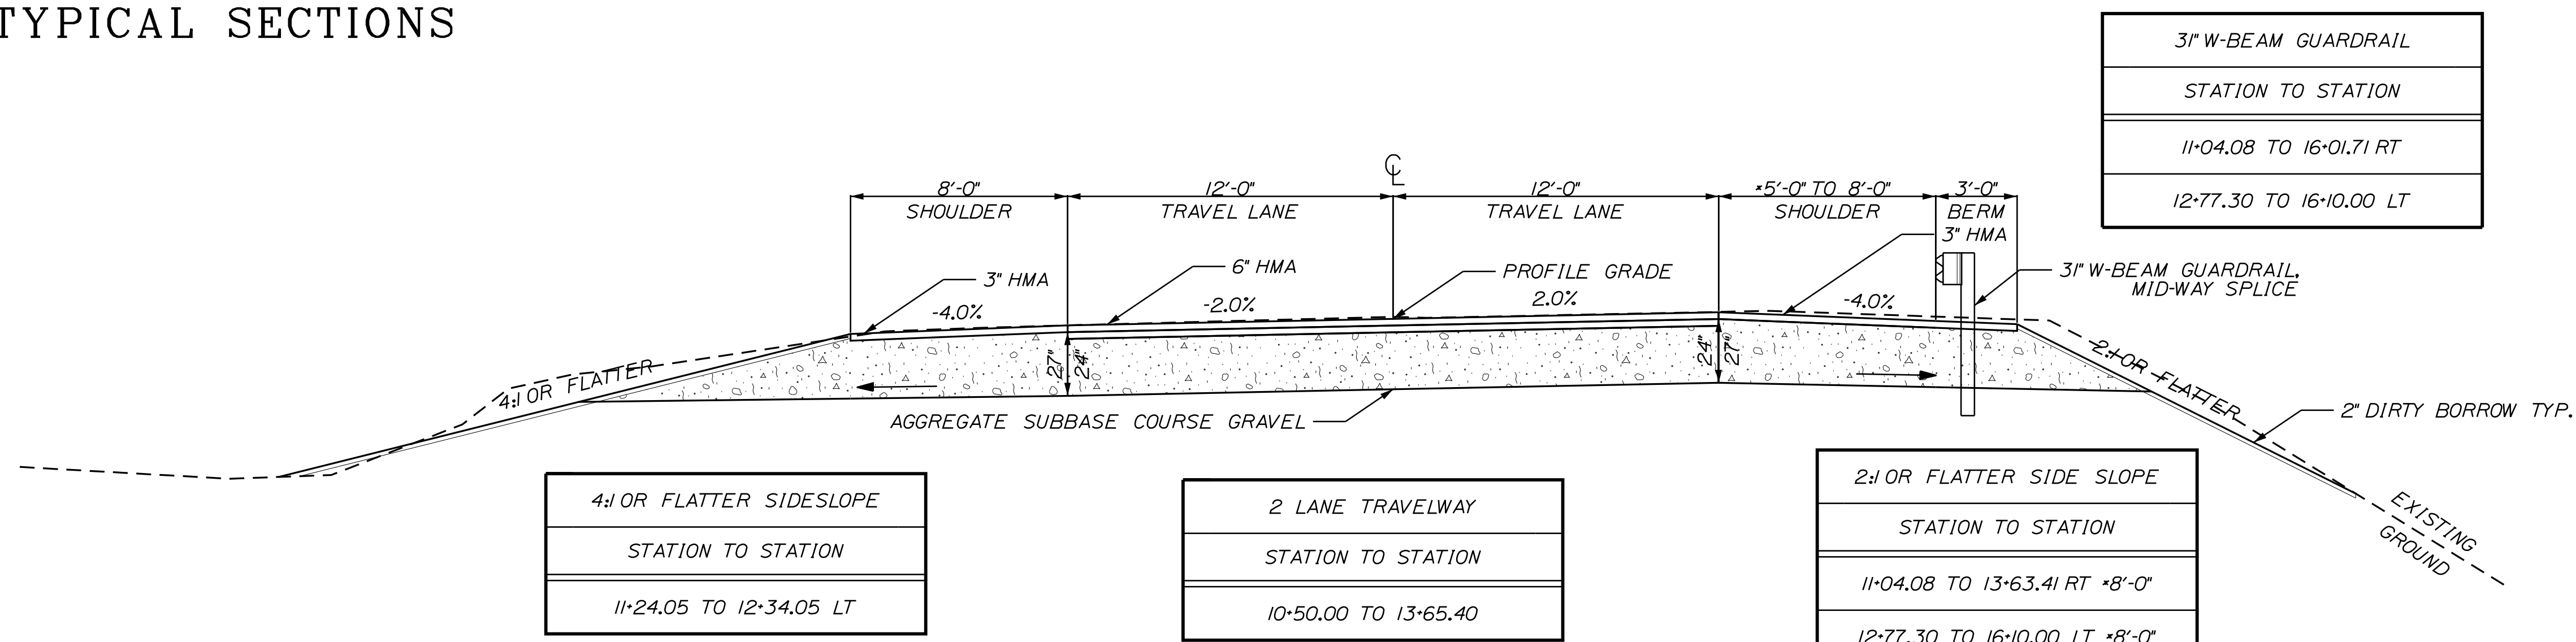 TYPICAL SECTIONS
31" W-BEAM GUARDRAIL
STATION TO STATION
11+04.08 TO 16+01.71 RT
12+77.30 TO 16+10.00 LT
CL
8'-0"
12'-0"
12'-0"
*5'-0" TO 8'-0"
3'-0"
SHOULDER
TRAVEL LANE
TRAVEL LANE
SHOULDER
BERM
3" HMA
3" HMA
6" HMA
PROFILE GRADE
31" W-BEAM GUARDRAIL,
MID-WAY SPLICE
-4.0%
-2.0%
2.0%
-4.0%
4:1 OR FLATTER
27"
24"
24"
27"
2:1 OR FLATTER
AGGREGATE SUBBASE COURSE GRAVEL
2" DIRTY BORROW TYP.
EXISTING
GROUND
4:1 OR FLATTER SIDESLOPE
STATION TO STATION
11+24.05 TO 12+34.05 LT
2 LANE TRAVELWAY
STATION TO STATION
10+50.00 TO 13+65.40
2:1 OR FLATTER SIDE SLOPE
STATION TO STATION
11+04.08 TO 13+63.41 RT *8'-0"
12+77.30 TO 16+10.00 LT *8'-0"